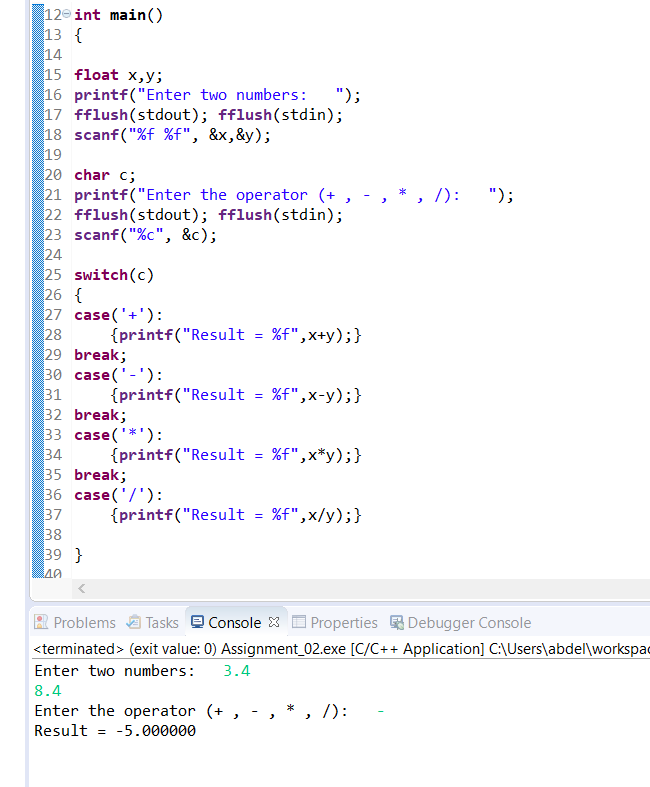 12 int main()
13 {
14
15 float x,y;
16 printf("Enter two numbers:   ");
17 fflush(stdout); fflush(stdin);
18 scanf("%f %f", &x,&y);
19
20 char c;
21 printf("Enter the operator (+ , - , * , /):   ");
22 fflush(stdout); fflush(stdin);
23 scanf("%c", &c);
24
25 switch(c)
26 {
27 case('+'):
28     {printf("Result = %f",x+y);}
29 break;
30 case('-'):
31     {printf("Result = %f",x-y);}
32 break;
33 case('*'):
34     {printf("Result = %f",x*y);}
35 break;
36 case('/'):
37     {printf("Result = %f",x/y);}
38
39 }
40
Problems Tasks Console Properties Debugger Console
<terminated> (exit value: 0) Assignment_02.exe [C/C++ Application] C:\Users\abdel\workspac
Enter two numbers:   3.4
8.4
Enter the operator (+ , - , * , /):   -
Result = -5.000000